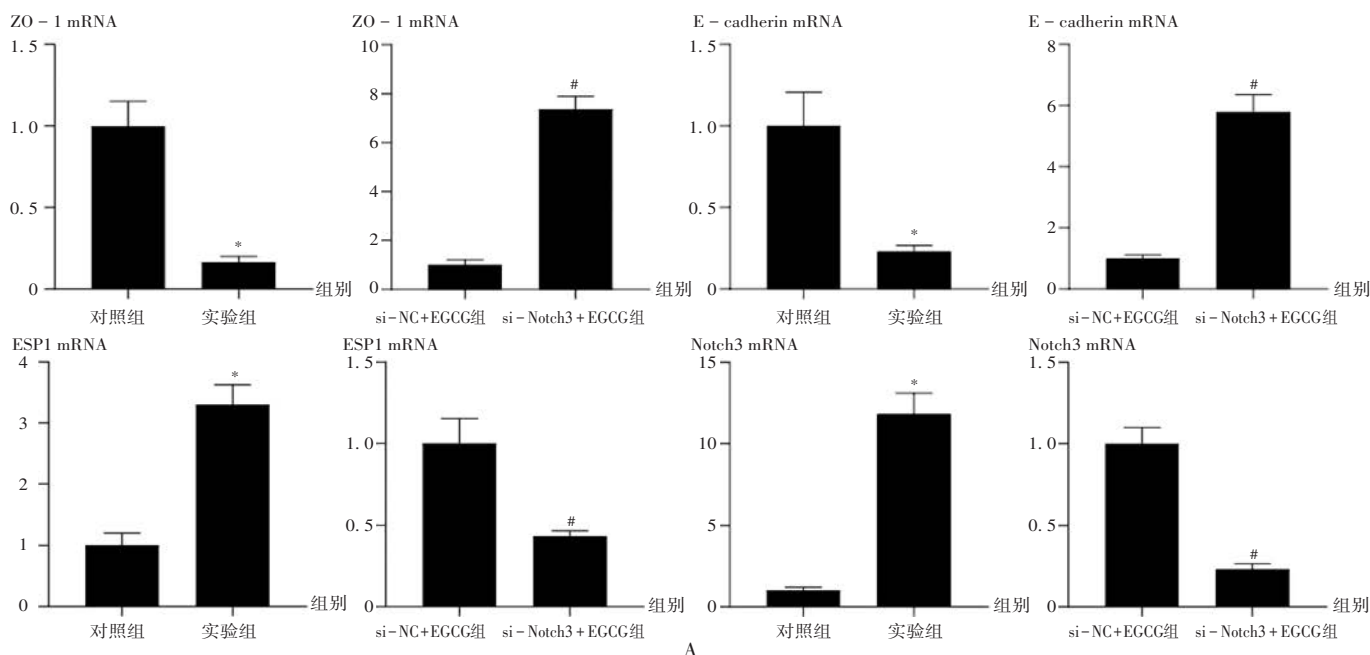 ZO – 1 mRNA
1. 5
1. 0
0. 5
0
*
对照组
实验组
组别
ZO – 1 mRNA
10
8
6
4
2
0
#
si–NC+EGCG组
si–Notch3+EGCG组
组别
E – cadherin mRNA
1. 5
1. 0
0. 5
0
*
对照组
实验组
组别
E – cadherin mRNA
8
6
4
2
0
#
si–NC+EGCG组
si–Notch3+EGCG组
组别
ESP1 mRNA
4
3
2
1
0
*
对照组
实验组
组别
ESP1 mRNA
1. 5
1. 0
0. 5
0
#
si–NC+EGCG组
si–Notch3+EGCG组
组别
Notch3 mRNA
15
10
5
0
*
对照组
实验组
组别
Notch3 mRNA
1. 5
1. 0
0. 5
0
#
si–NC+EGCG组
si–Notch3+EGCG组
组别
A